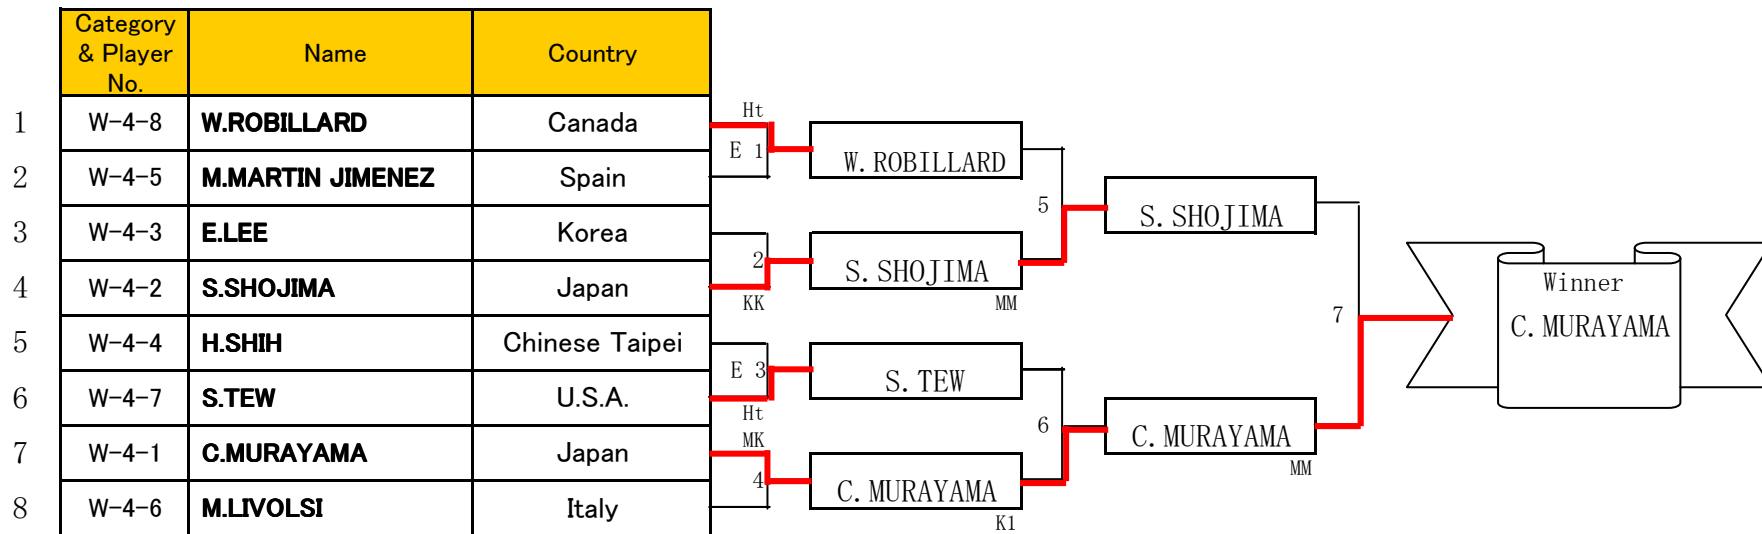 Category & Player No. Name Country
1 W-4-8 W.ROBILLARD Canada
2 W-4-5 M.MARTIN JIMENEZ Spain
3 W-4-3 E.LEE Korea
4 W-4-2 S.SHOJIMA Japan
5 W-4-4 H.SHIH Chinese Taipei
6 W-4-7 S.TEW U.S.A.
7 W-4-1 C.MURAYAMA Japan
8 W-4-6 M.LIVOLSI Italy
Ht
E 1
W.ROBILLARD
2
KK
S.SHOJIMA
MM
E 3
Ht
S.TEW
MK
4
C.MURAYAMA
K1
5
S.SHOJIMA
6
C.MURAYAMA
MM
7
Winner
C.MURAYAMA